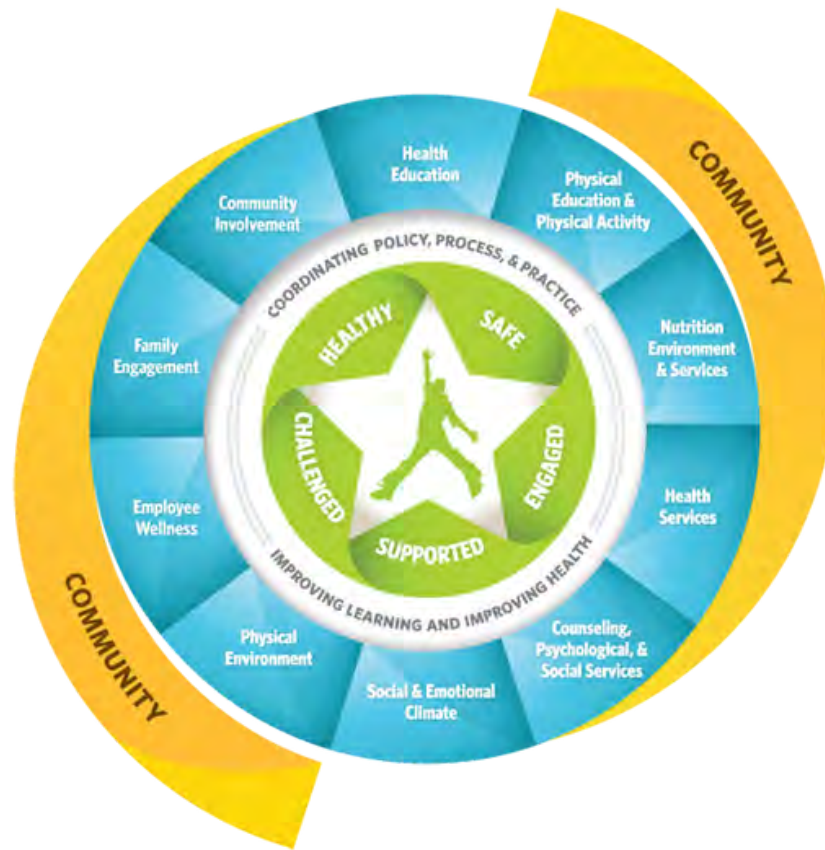 COMMUNITY
Health
Education
Physical
Education &
Physical Activity
Nutrition
Environment
& Services
Health
Services
Counseling,
Psychological, &
Social Services
Social & Emotional
Climate
Physical
Environment
Employee
Wellness
Family
Engagement
Community
Involvement
COORDINATING POLICY, PROCESS, & PRACTICE
IMPROVING LEARNING AND IMPROVING HEALTH
HEALTHY
SAFE
ENGAGED
SUPPORTED
CHALLENGED
COMMUNITY